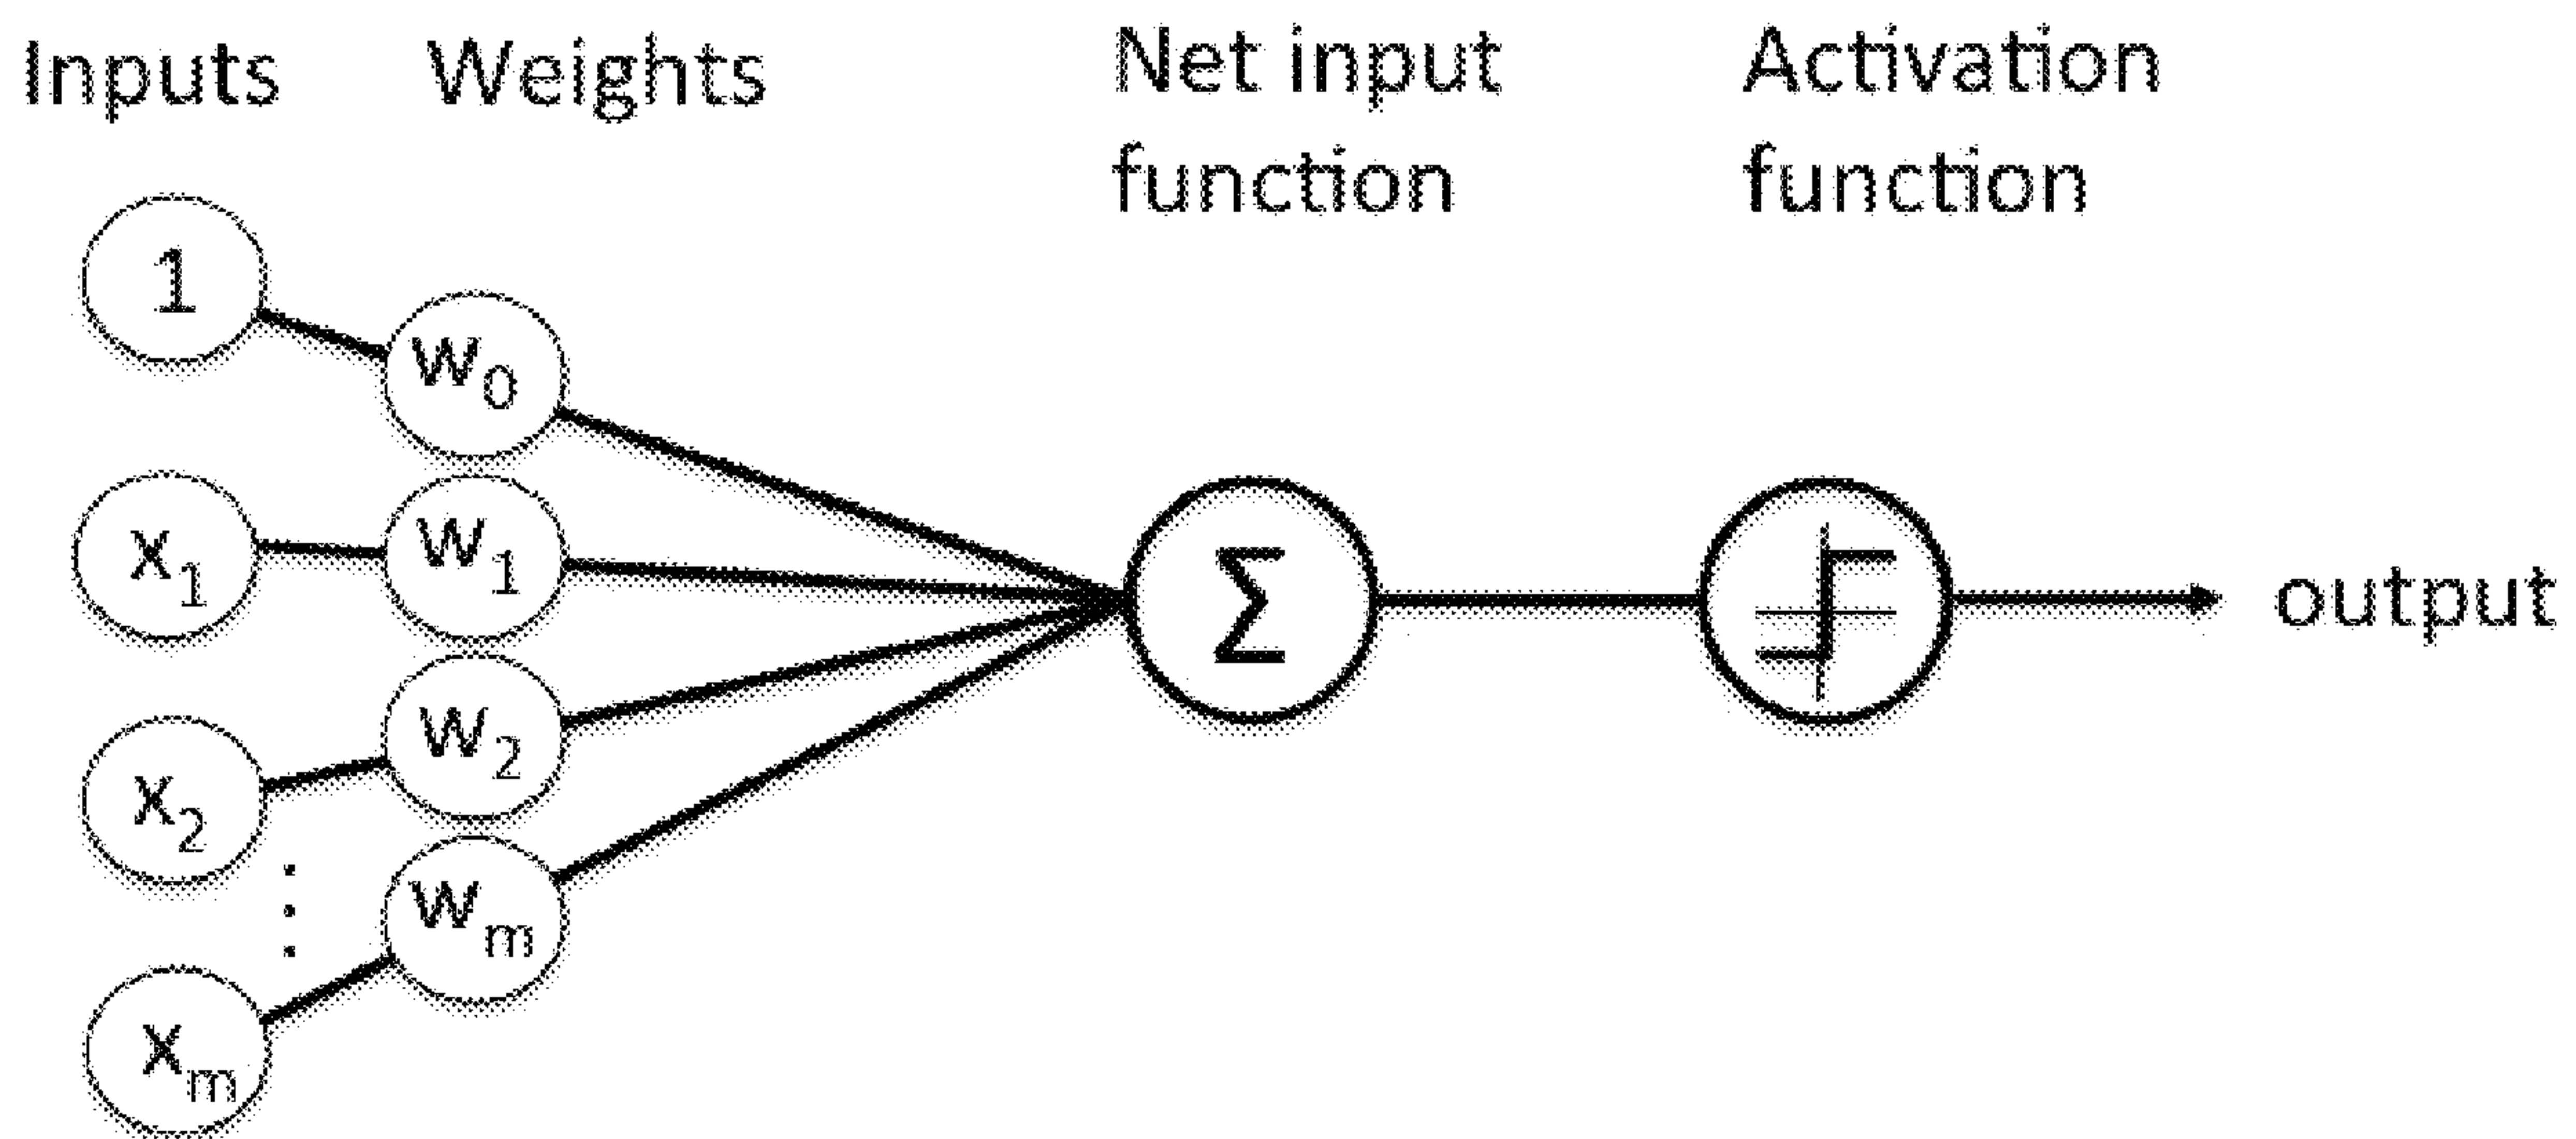 Inputs
Weights
Net input
function
Activation
function
1
w0
x1
w1
x2
w2
xm
wm
Σ
output